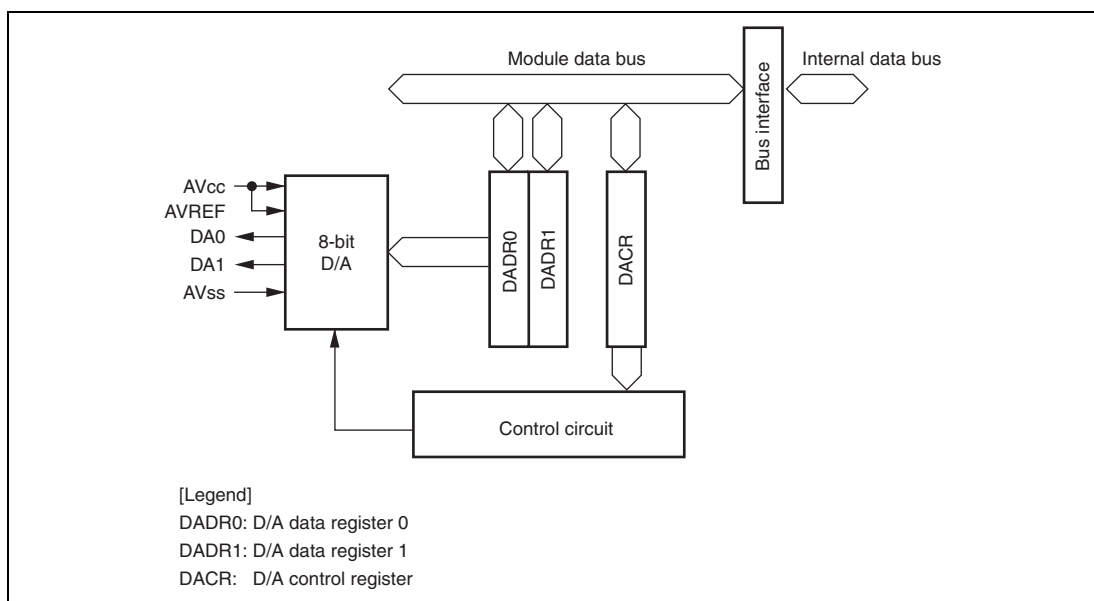 Module data bus
Internal data bus
Bus interface
AVcc
AVREF
DA0
DA1
AVss
8-bit
D/A
DADR0
DADR1
DACR
Control circuit
[Legend]
DADR0: D/A data register 0
DADR1: D/A data register 1
DACR: D/A control register